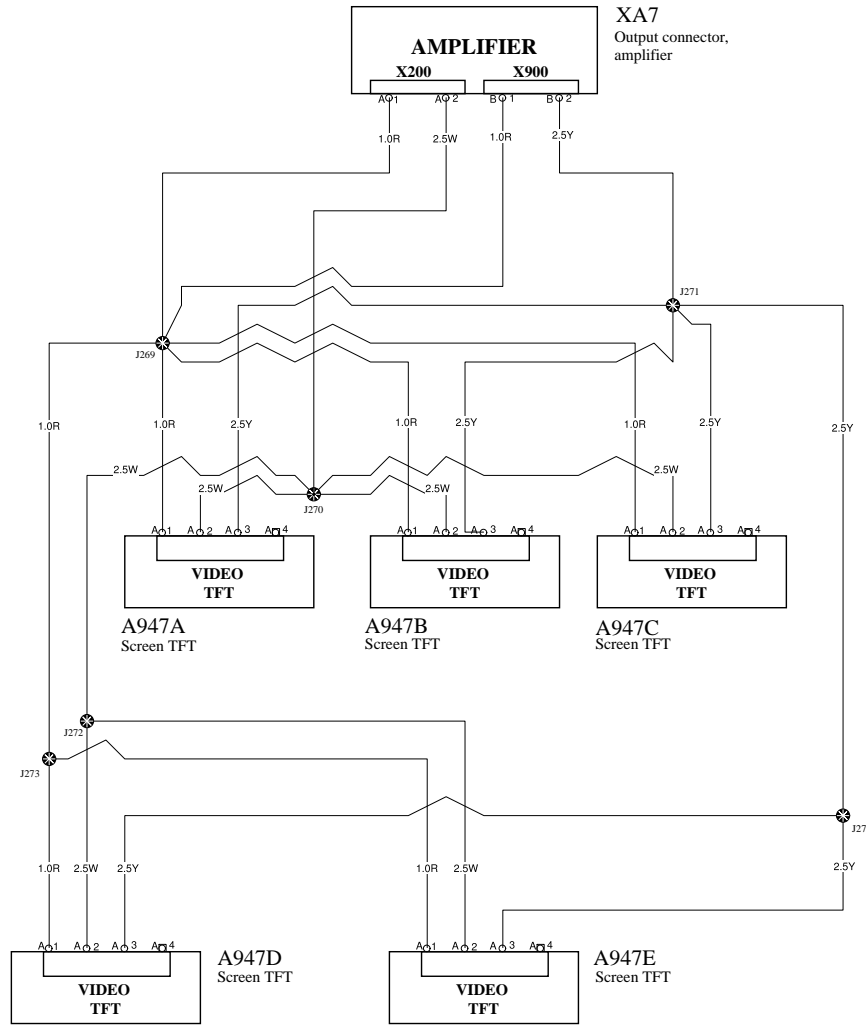 XA7
Output connector,
amplifier
AMPLIFIER
X200 X900
A 1 A 2 B 1 B 2
1.0R 2.5W 1.0R 2.5Y
J271
J269
1.0R 1.0R 2.5Y 1.0R 2.5Y 1.0R 2.5Y 2.5Y
2.5W 2.5W
2.5W 2.5W
J270
A 1 A 2 A 3 A 4 A 1 A 2 A 3 A 4 A 1 A 2 A 3 A 4
VIDEO VIDEO VIDEO
TFT TFT TFT
A947A A947B A947C
Screen TFT Screen TFT Screen TFT
J272
J273
J27
1.0R 2.5W 2.5Y 1.0R 2.5W 2.5Y
A 1 A 2 A 3 A 4 A 1 A 2 A 3 A 4
A947D A947E
Screen TFT Screen TFT
VIDEO VIDEO
TFT TFT